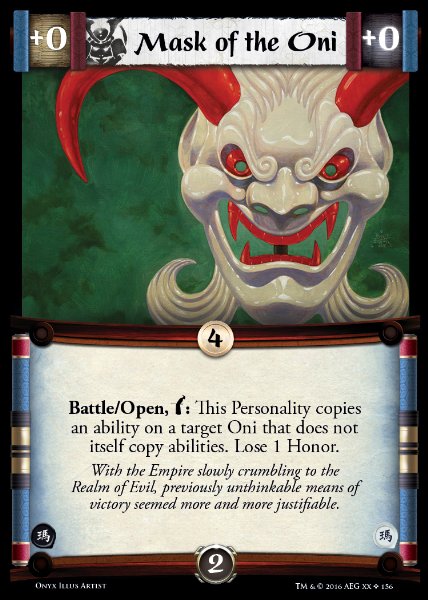 +0
Mask of the Oni
+0
4
Battle/Open, : This Personality copies
an ability on a target Oni that does not
itself copy abilities. Lose 1 Honor.
With the Empire slowly crumbling to the
Realm of Evil, previously unthinkable means of
victory seemed more and more justifiable.
瑪
瑪
2
Onyx Illus Artist
TM & © 2016 AEG XX ❖ 156